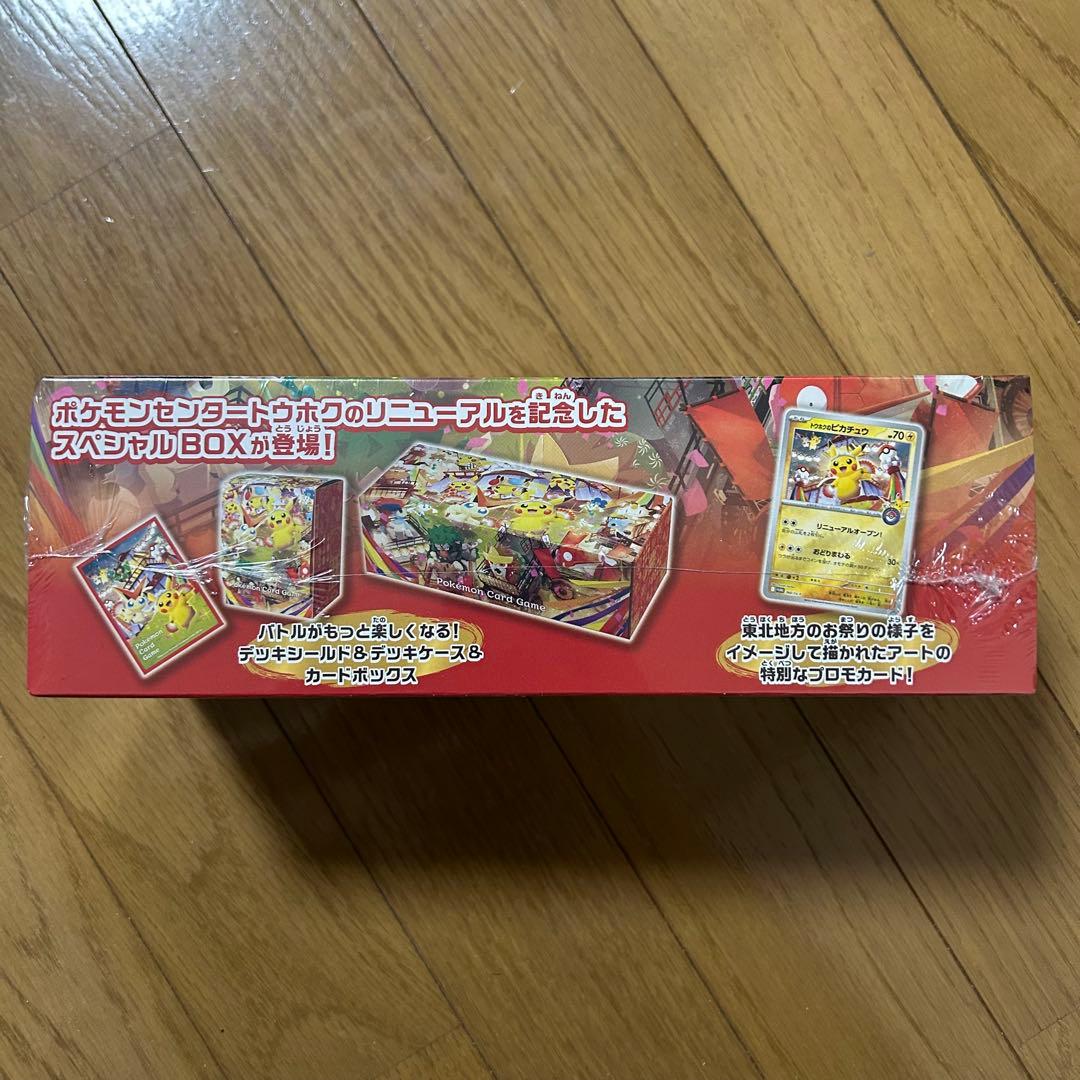 ポケモンセンタートウホクのリニューアルを記念した
スペシャルBOXが登場!
Pokémon Card Game
Pokémon Card Game
Pokémon
Card
Game
バトルがもっと楽しくなる!
デッキシールド&デッキケース&
カードボックス
トウホクのピカチュウ
HP70
リニューアルオープン!
おどりまわる
30
東北地方のお祭りの様子を
イメージして描かれたアートの
特別なプロモカード!